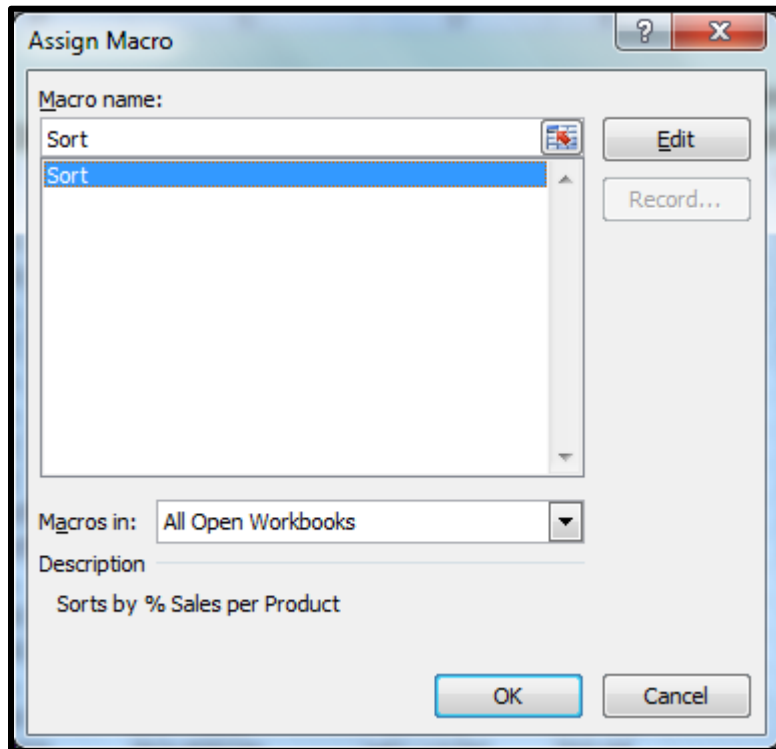 Assign Macro
?
X
Macro name:
Sort
Edit
Sort
Record...
Macros in: All Open Workbooks
Description
Sorts by % Sales per Product
OK
Cancel